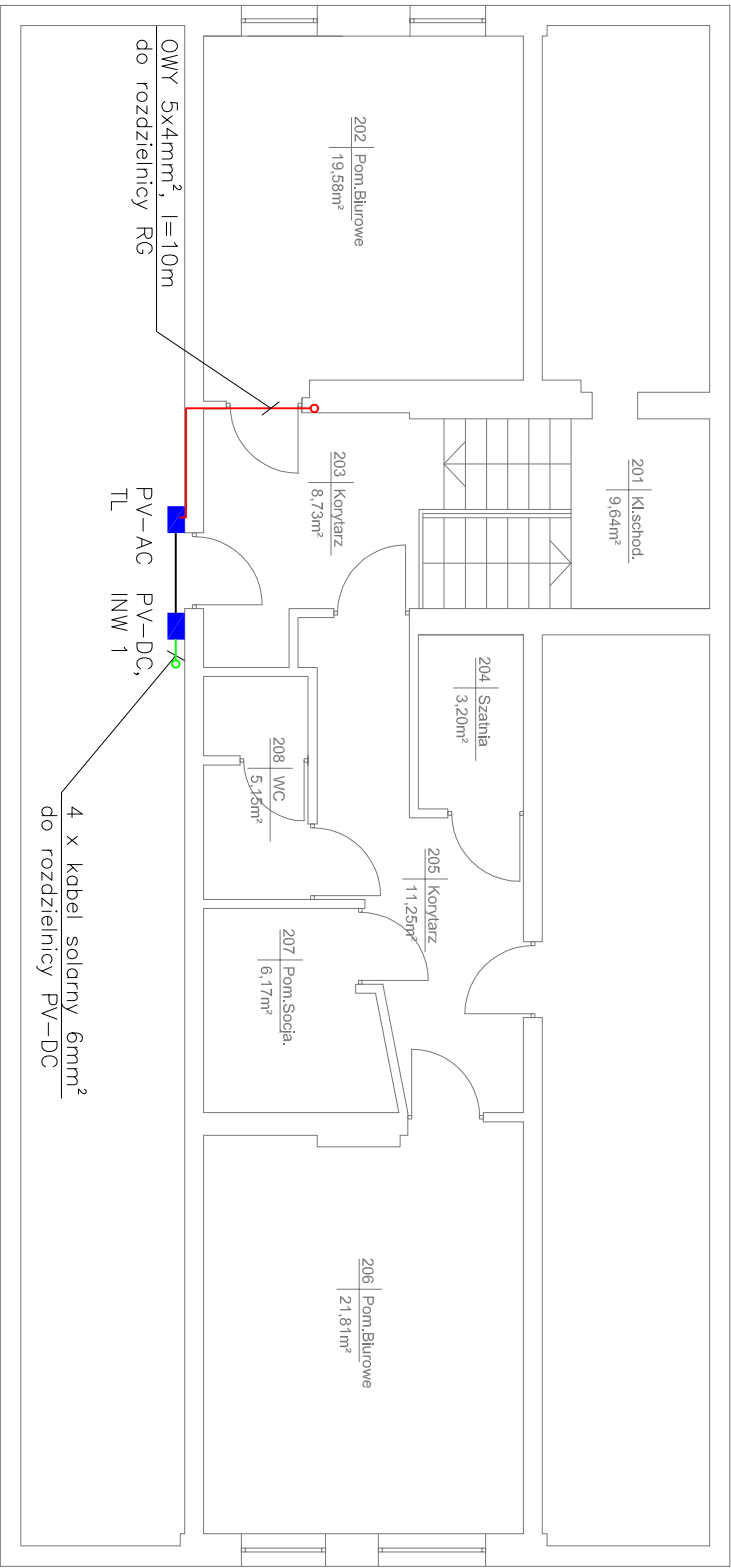 201 Kl.schod.
9,64m²
202 Pom.Biurowe
19,58m²
203 Korytarz
8,73m²
204 Szatnia
3,20m²
205 Korytarz
11,25m²
206 Pom.Biurowe
21,81m²
207 Pom.Socja.
6,17m²
208 WC
5,15m²
OWY 5x4mm², l=10m
do rozdzielnicy RG
PV-AC
TL
PV-DC,
INW 1
4 x kabel solarny 6mm²
do rozdzielnicy PV-DC